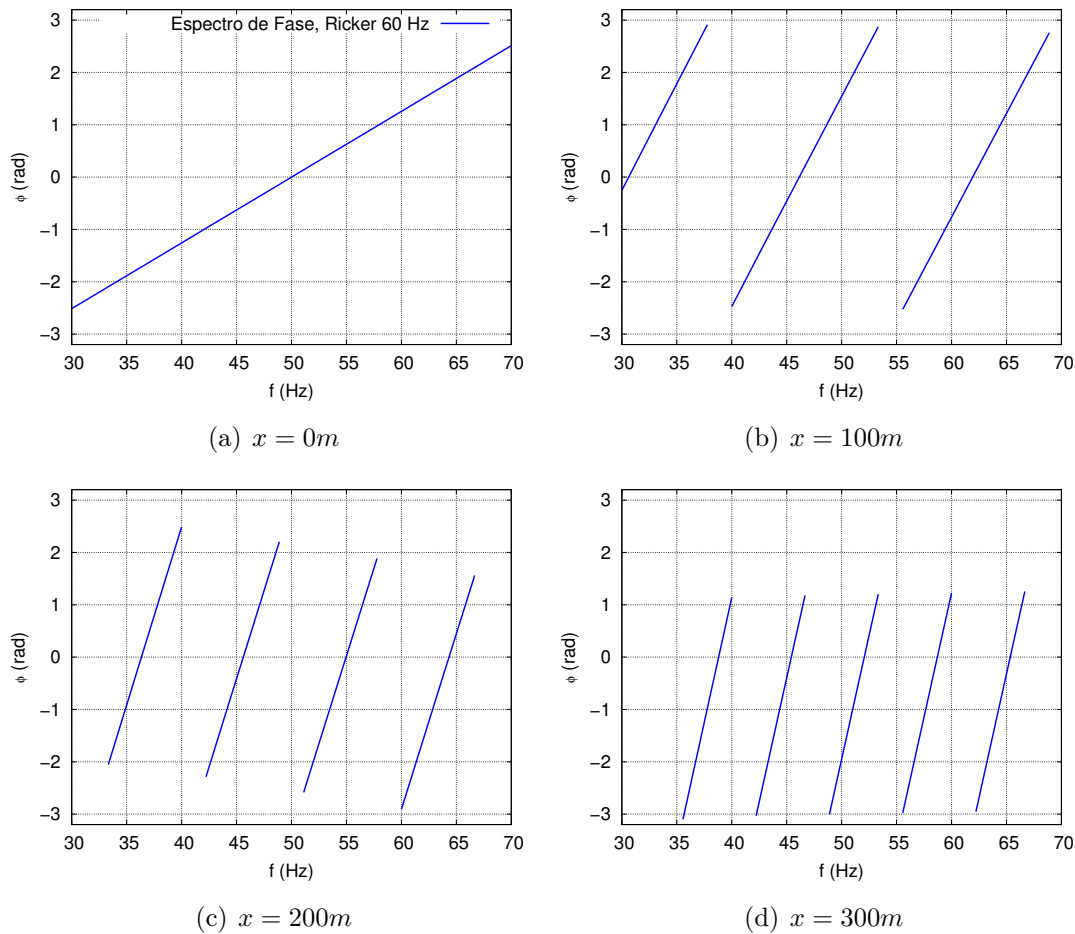 Espectro de Fase, Ricker 60 Hz
3
2
1
0
−1
−2
−3
ϕ (rad)
30 35 40 45 50 55 60 65 70
f (Hz)
(a) x = 0m
3
2
1
0
−1
−2
−3
ϕ (rad)
30 35 40 45 50 55 60 65 70
f (Hz)
(b) x = 100m
3
2
1
0
−1
−2
−3
ϕ (rad)
30 35 40 45 50 55 60 65 70
f (Hz)
(c) x = 200m
3
2
1
0
−1
−2
−3
ϕ (rad)
30 35 40 45 50 55 60 65 70
f (Hz)
(d) x = 300m